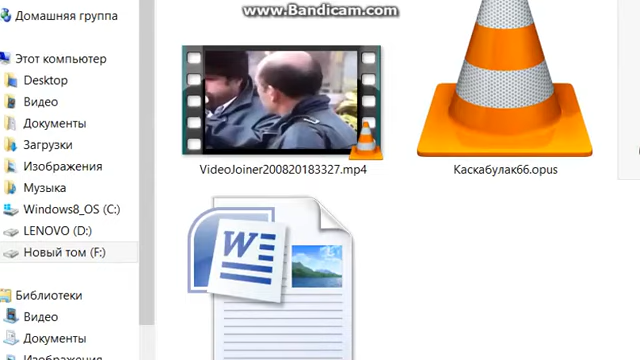 www.Bandicam.com
Домашняя группа
Этот компьютер
Desktop
Видео
Документы
Загрузки
Изображения
Музыка
Windows8_OS (C:)
LENOVO (D:)
Новый том (F:)
Библиотеки
Видео
Документы
Изображения
VideoJoiner200820183327.mp4
Каскабулак66.opus
W